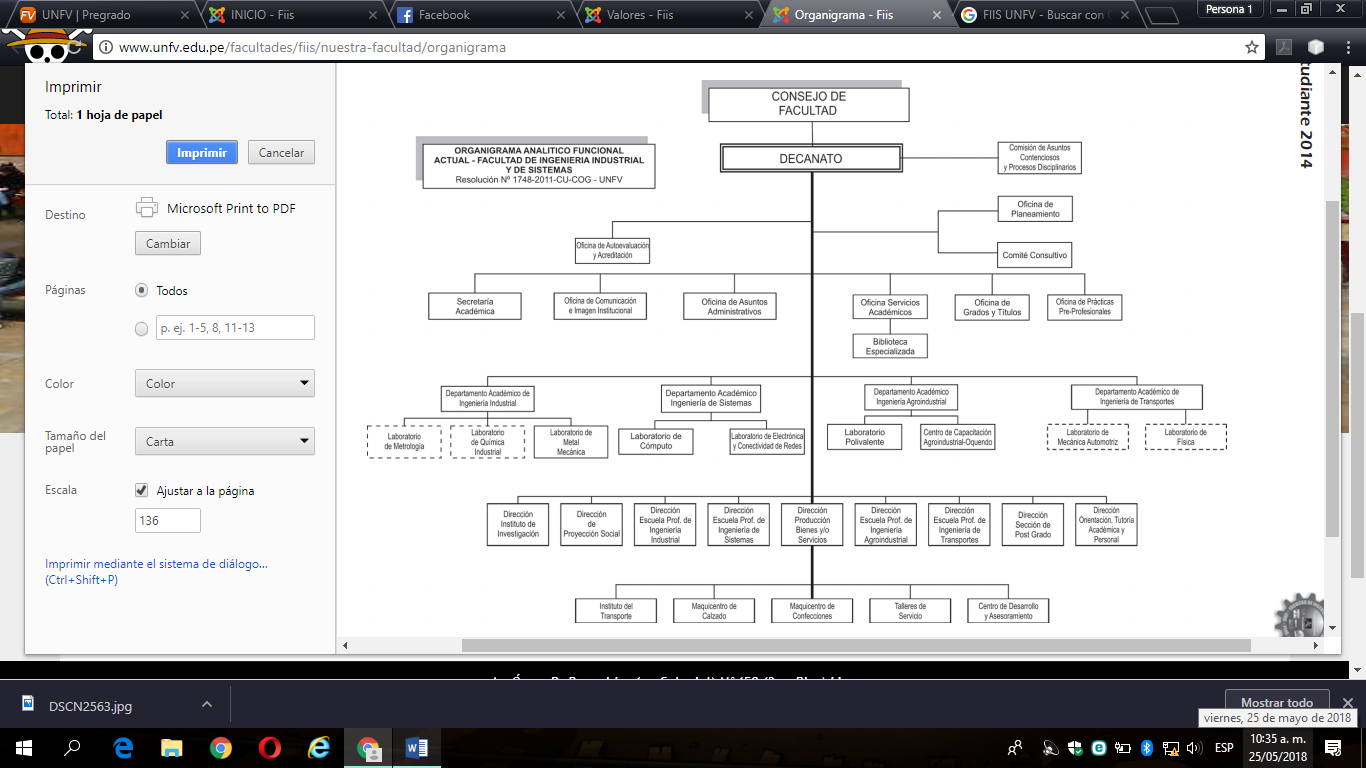 UNFV | Pregrado
INICIO - Fiis
Facebook
Valores - Fiis
Organigrama - Fiis
FIIS UNFV - Buscar con
Persona 1
www.unfv.edu.pe/facultades/fiis/nuestra-facultad/organigrama
Imprimir
Total: 1 hoja de papel
Imprimir
Cancelar
Destino
Microsoft Print to PDF
Cambiar
Páginas
Todos
p. ej. 1-5, 8, 11-13
Color
Color
Tamaño del
papel
Carta
Escala
Ajustar a la página
136
Imprimir mediante el sistema de diálogo...
(Ctrl+Shift+P)
tudiante 2014
CONSEJO DE
FACULTAD
ORGANIGRAMA ANALITICO FUNCIONAL
ACTUAL - FACULTAD DE INGENIERIA INDUSTRIAL
Y DE SISTEMAS
Resolución Nº 1748-2011-CU-COG - UNFV
DECANATO
Comisión de Asuntos
Contenciosos
y Procesos Disciplinarios
Oficina de
Planeamiento
Oficina de Autoevaluación
y Acreditación
Comité Consultivo
Secretaría
Académica
Oficina de Comunicación
e Imagen Institucional
Oficina de Asuntos
Administrativos
Oficina Servicios
Académicos
Oficina de
Grados y Títulos
Oficina de Prácticas
Pre-Profesionales
Biblioteca
Especializada
Departamento Académico
de Ingeniería Industrial
Departamento Académico
Ingeniería de Sistemas
Departamento Académico
Ingeniería Agroindustrial
Departamento Académico de
Ingeniería de Transportes
Laboratorio
de Metrología
Laboratorio
de Química
Industrial
Laboratorio de
Metal
Mecánica
Laboratorio de
Cómputo
Laboratorio de Electrónica
y Conectividad de Redes
Laboratorio
Polivalente
Centro de Capacitación
Agroindustrial-Oquendo
Laboratorio de
Mecánica Automotriz
Laboratorio de
Física
Dirección
Instituto de
Investigación
Dirección
de
Proyección Social
Dirección
Escuela Prof. de
Ingeniería
Industrial
Dirección
Escuela Prof. de
Ingeniería de
Sistemas
Dirección
Producción
Bienes y/o
Servicios
Dirección
Escuela Prof. de
Ingeniería
Agroindustrial
Dirección
Escuela Prof. de
Ingeniería de
Transportes
Dirección
Sección de
Post Grado
Dirección
Orientación, Tutoría
Académica y
Personal
Instituto del
Transporte
Maquicentro de
Calzado
Maquicentro de
Confecciones
Talleres de
Servicio
Centro de Desarrollo
y Asesoramiento
DSCN2563.jpg
Mostrar todo
viernes, 25 de mayo de 2018
ESP
10:35 a. m.
25/05/2018